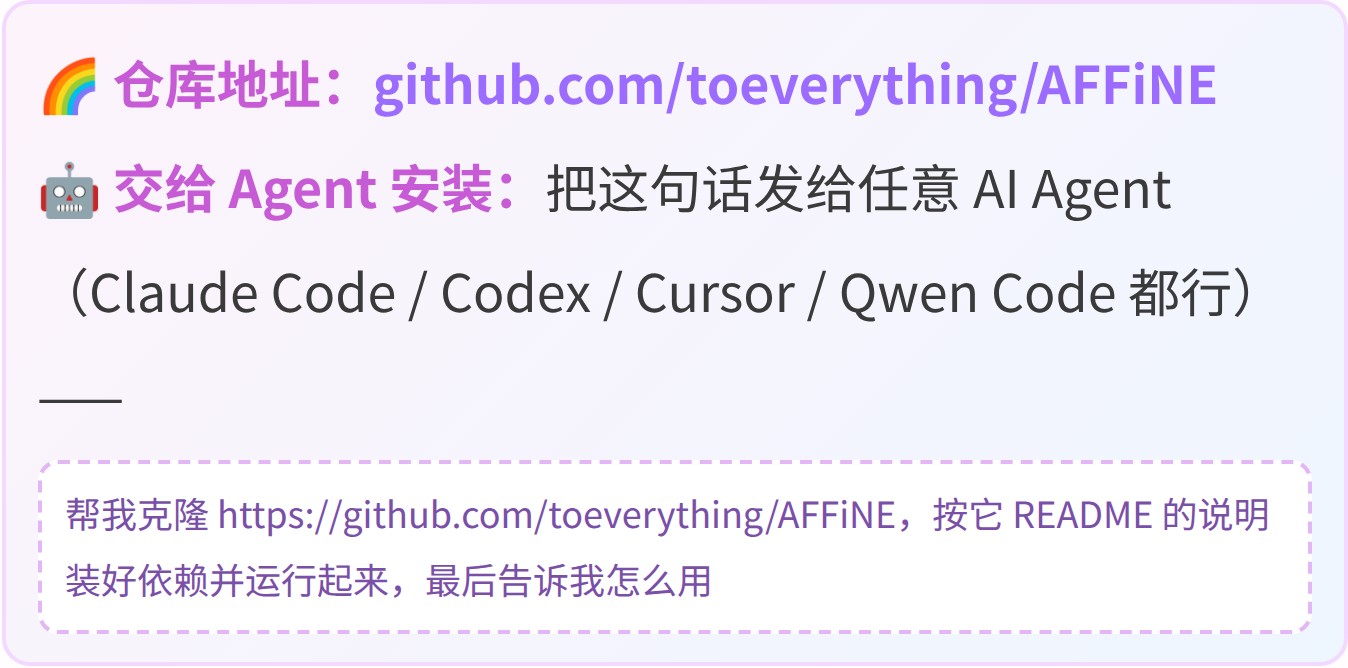 🌈 仓库地址：github.com/toeverything/AFFiNE
🤖 交给 Agent 安装：把这句话发给任意 AI Agent
（Claude Code / Codex / Cursor / Qwen Code 都行）
——
帮我克隆 https://github.com/toeverything/AFFiNE，按它 README 的说明
装好依赖并运行起来，最后告诉我怎么用